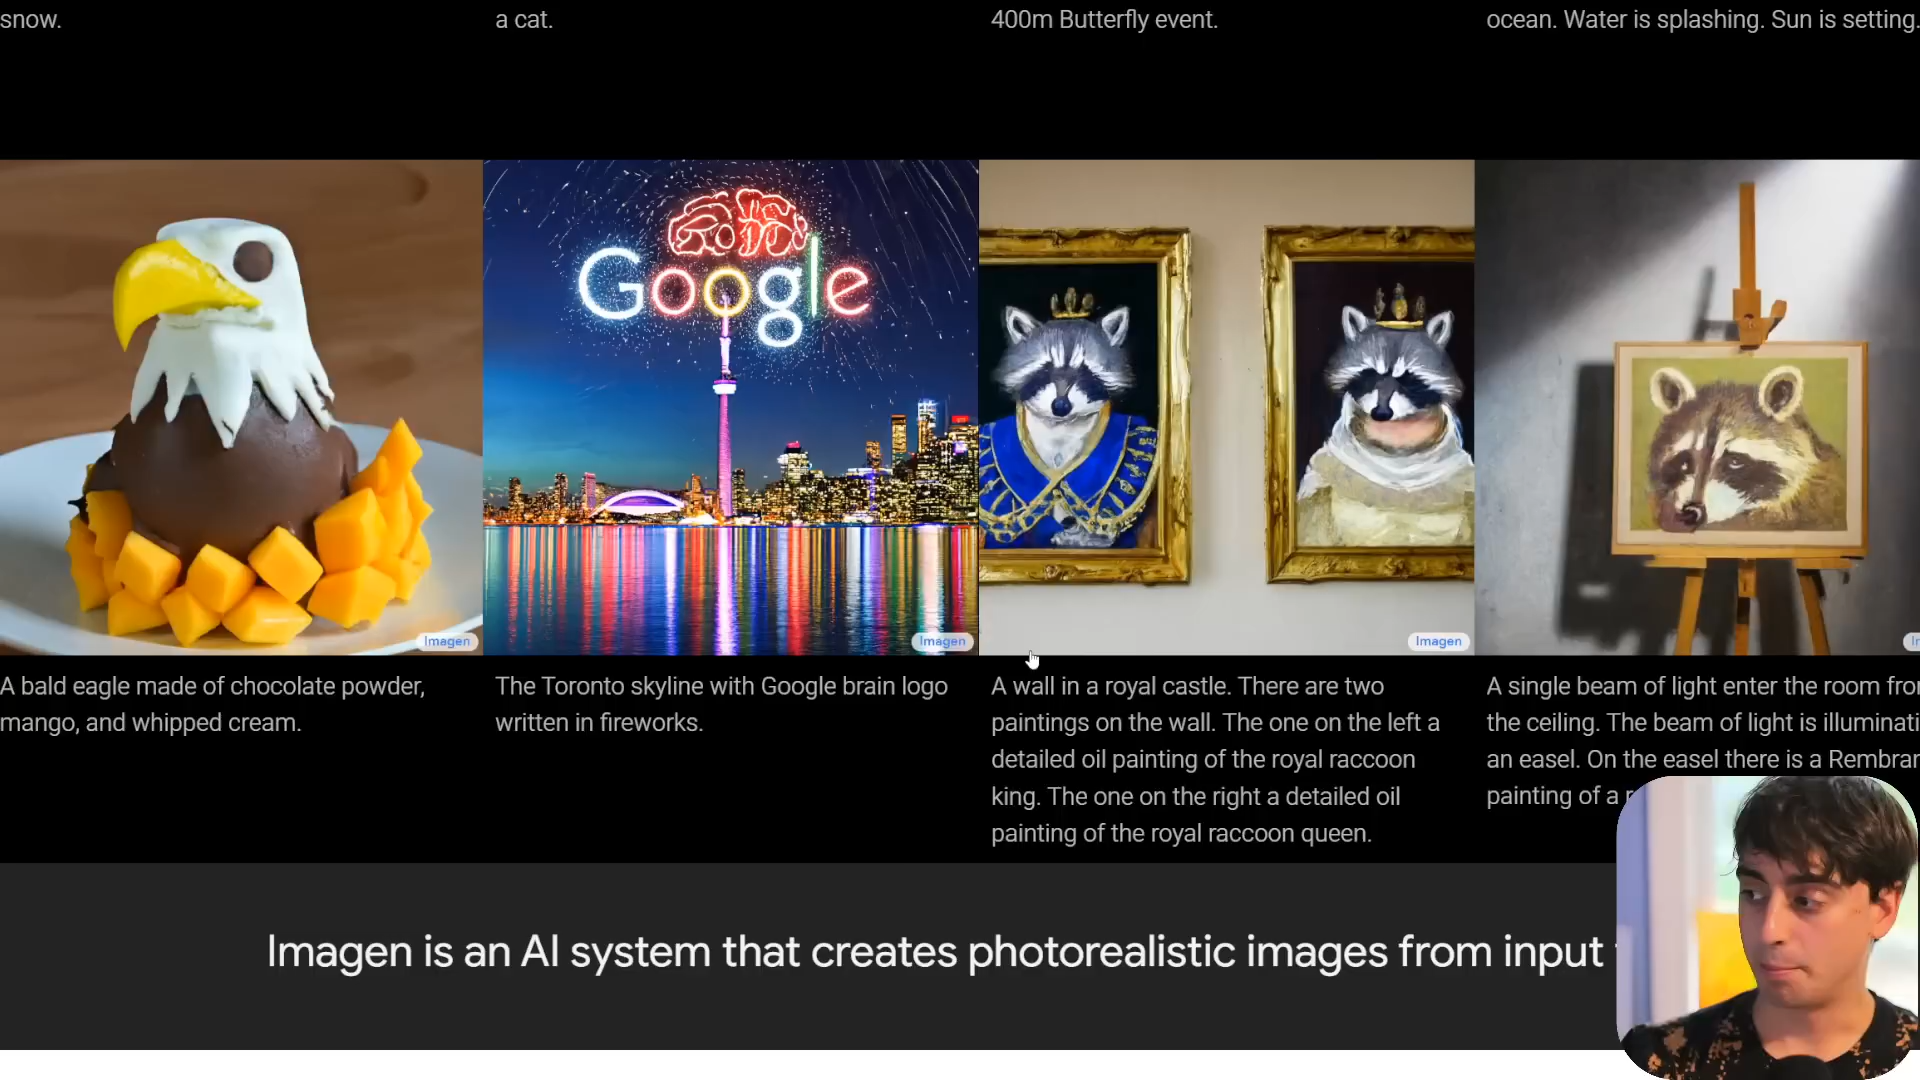 snow.
a cat.
400m Butterfly event.
ocean. Water is splashing. Sun is setting.
Google
Imagen
Imagen
Imagen
A bald eagle made of chocolate powder,
mango, and whipped cream.
The Toronto skyline with Google brain logo
written in fireworks.
A wall in a royal castle. There are two
paintings on the wall. The one on the left a
detailed oil painting of the royal raccoon
king. The one on the right a detailed oil
painting of the royal raccoon queen.
A single beam of light enter the room
the ceiling. The beam of light is
an easel. On the easel there is a
painting of a
Imagen is an AI system that creates photorealistic images from input